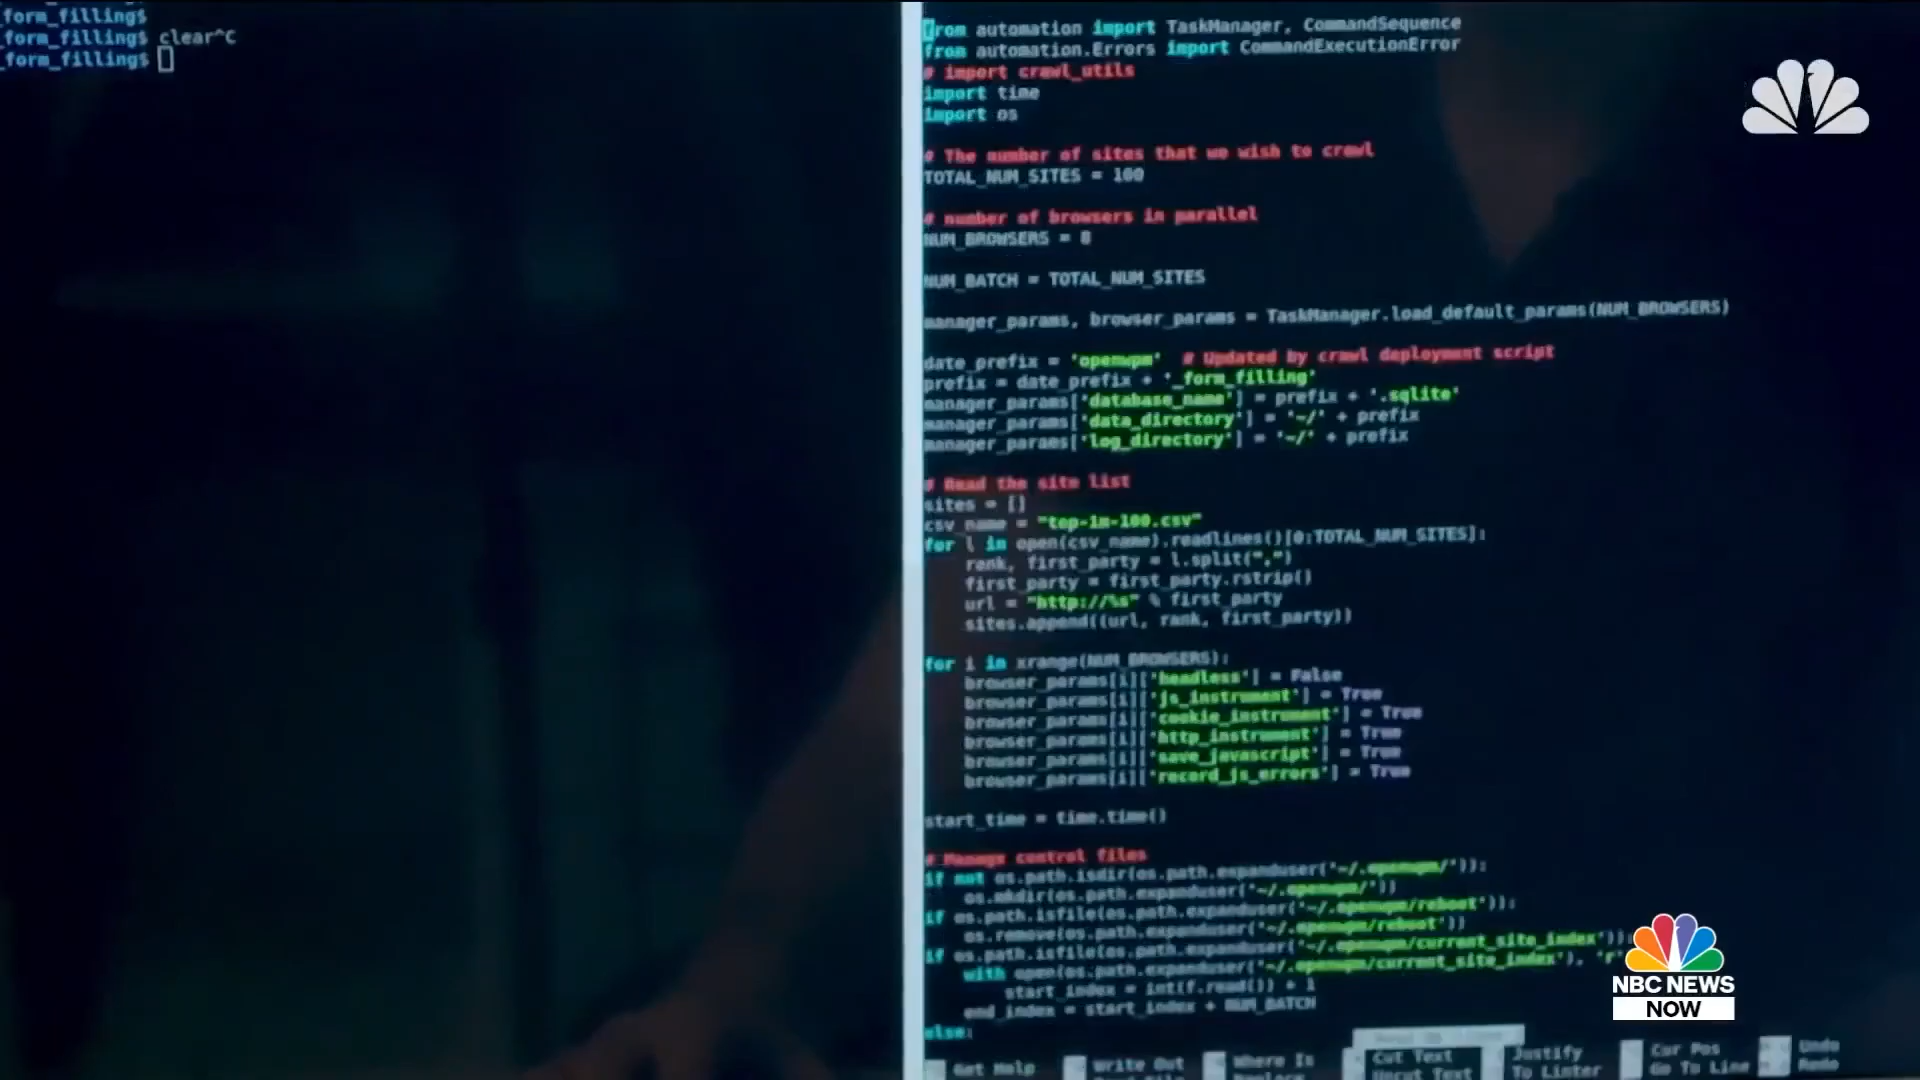 _form_filling$
_form_filling$ clear^C
_form_filling$
from automation import TaskManager, CommandSequence
from automation.Errors import CommandExecutionError
# import crawl_utils
import time
import os
# The number of sites that we wish to crawl
TOTAL_NUM_SITES = 100
# number of browsers in parallel
NUM_BROWSERS = 8
NUM_BATCH = TOTAL_NUM_SITES
manager_params, browser_params = TaskManager.load_default_params(NUM_BROWSERS)
date_prefix = 'openwpm' # Updated by crawl deployment script
prefix = date_prefix + '_form_filling'
manager_params['database_name'] = prefix + '.sqlite'
manager_params['data_directory'] = '~/' + prefix
manager_params['log_directory'] = '~/' + prefix
# Read the site list
sites = []
csv_name = "top-1m-100.csv"
for l in open(csv_name).readlines()[0:TOTAL_NUM_SITES]:
rank, first_party = l.split(",")
first_party = first_party.rstrip()
url = "http://%s" % first_party
sites.append((url, rank, first_party))
for i in xrange(NUM_BROWSERS):
browser_params[i]['headless'] = False
browser_params[i]['js_instrument'] = True
browser_params[i]['cookie_instrument'] = True
browser_params[i]['http_instrument'] = True
browser_params[i]['save_javascript'] = True
browser_params[i]['record_js_errors'] = True
start_time = time.time()
# Manage control files
if not os.path.isdir(os.path.expanduser('~/.openwpm/')):
os.mkdir(os.path.expanduser('~/.openwpm/'))
if os.path.isfile(os.path.expanduser('~/.openwpm/reboot')):
os.remove(os.path.expanduser('~/.openwpm/reboot'))
if os.path.isfile(os.path.expanduser('~/.openwpm/current_site_index')):
with open(os.path.expanduser('~/.openwpm/current_site_index'), 'r'
start_index = int(f.read()) + 1
end_index = start_index + NUM_BATCH
else:
Get Help Write Out Where Is Cut Text Justify Cur Pos Undo
Uncut Text To Linter Go To Line Redo
NBC NEWS
NOW